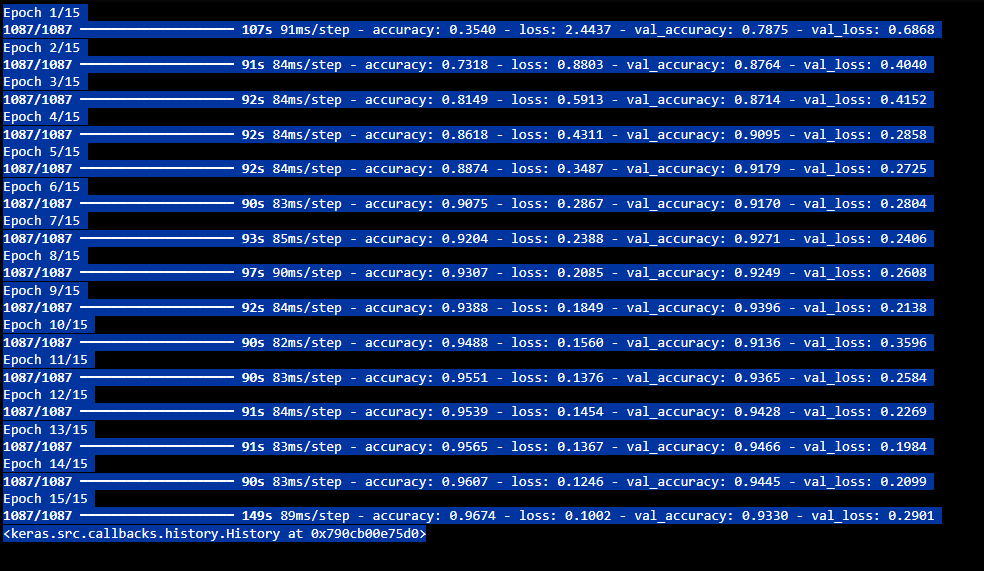 Epoch 1/15
1087/1087 ━━━━━━━━━━━━━━━━━━━━ 107s 91ms/step - accuracy: 0.3540 - loss: 2.4437 - val_accuracy: 0.7875 - val_loss: 0.6868
Epoch 2/15
1087/1087 ━━━━━━━━━━━━━━━━━━━━ 91s 84ms/step - accuracy: 0.7318 - loss: 0.8803 - val_accuracy: 0.8764 - val_loss: 0.4040
Epoch 3/15
1087/1087 ━━━━━━━━━━━━━━━━━━━━ 92s 84ms/step - accuracy: 0.8149 - loss: 0.5913 - val_accuracy: 0.8714 - val_loss: 0.4152
Epoch 4/15
1087/1087 ━━━━━━━━━━━━━━━━━━━━ 92s 84ms/step - accuracy: 0.8618 - loss: 0.4311 - val_accuracy: 0.9095 - val_loss: 0.2858
Epoch 5/15
1087/1087 ━━━━━━━━━━━━━━━━━━━━ 92s 84ms/step - accuracy: 0.8874 - loss: 0.3487 - val_accuracy: 0.9179 - val_loss: 0.2725
Epoch 6/15
1087/1087 ━━━━━━━━━━━━━━━━━━━━ 90s 83ms/step - accuracy: 0.9075 - loss: 0.2867 - val_accuracy: 0.9170 - val_loss: 0.2804
Epoch 7/15
1087/1087 ━━━━━━━━━━━━━━━━━━━━ 93s 85ms/step - accuracy: 0.9204 - loss: 0.2388 - val_accuracy: 0.9271 - val_loss: 0.2406
Epoch 8/15
1087/1087 ━━━━━━━━━━━━━━━━━━━━ 97s 90ms/step - accuracy: 0.9307 - loss: 0.2085 - val_accuracy: 0.9249 - val_loss: 0.2608
Epoch 9/15
1087/1087 ━━━━━━━━━━━━━━━━━━━━ 92s 84ms/step - accuracy: 0.9388 - loss: 0.1849 - val_accuracy: 0.9396 - val_loss: 0.2138
Epoch 10/15
1087/1087 ━━━━━━━━━━━━━━━━━━━━ 90s 82ms/step - accuracy: 0.9488 - loss: 0.1560 - val_accuracy: 0.9136 - val_loss: 0.3596
Epoch 11/15
1087/1087 ━━━━━━━━━━━━━━━━━━━━ 90s 83ms/step - accuracy: 0.9551 - loss: 0.1376 - val_accuracy: 0.9365 - val_loss: 0.2584
Epoch 12/15
1087/1087 ━━━━━━━━━━━━━━━━━━━━ 91s 84ms/step - accuracy: 0.9539 - loss: 0.1454 - val_accuracy: 0.9428 - val_loss: 0.2269
Epoch 13/15
1087/1087 ━━━━━━━━━━━━━━━━━━━━ 91s 83ms/step - accuracy: 0.9565 - loss: 0.1367 - val_accuracy: 0.9466 - val_loss: 0.1984
Epoch 14/15
1087/1087 ━━━━━━━━━━━━━━━━━━━━ 90s 83ms/step - accuracy: 0.9607 - loss: 0.1246 - val_accuracy: 0.9445 - val_loss: 0.2099
Epoch 15/15
1087/1087 ━━━━━━━━━━━━━━━━━━━━ 149s 89ms/step - accuracy: 0.9674 - loss: 0.1002 - val_accuracy: 0.9330 - val_loss: 0.2901
<keras.src.callbacks.history.History at 0x790cb00e75d0>